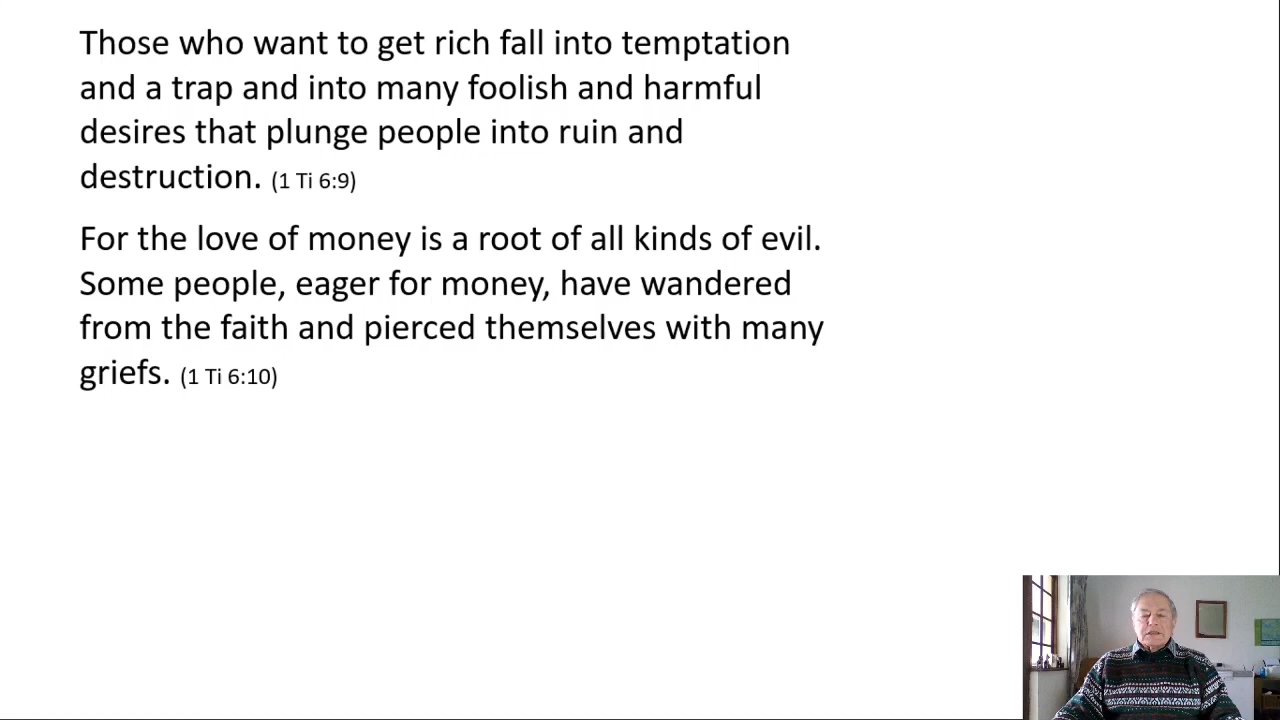 Those who want to get rich fall into temptation
and a trap and into many foolish and harmful
desires that plunge people into ruin and
destruction. (1 Ti 6:9)
For the love of money is a root of all kinds of evil.
Some people, eager for money, have wandered
from the faith and pierced themselves with many
griefs. (1 Ti 6:10)